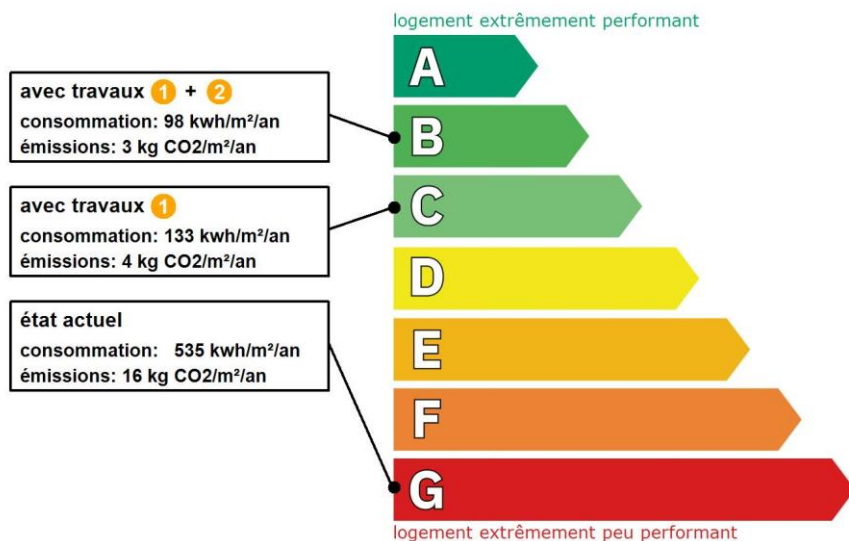 logement extrêmement performant
A
avec travaux 1 + 2
consommation: 98 kwh/m²/an
émissions: 3 kg CO2/m²/an
B
avec travaux 1
consommation: 133 kwh/m²/an
émissions: 4 kg CO2/m²/an
C
D
état actuel
consommation: 535 kwh/m²/an
émissions: 16 kg CO2/m²/an
E
F
G
logement extrêmement peu performant